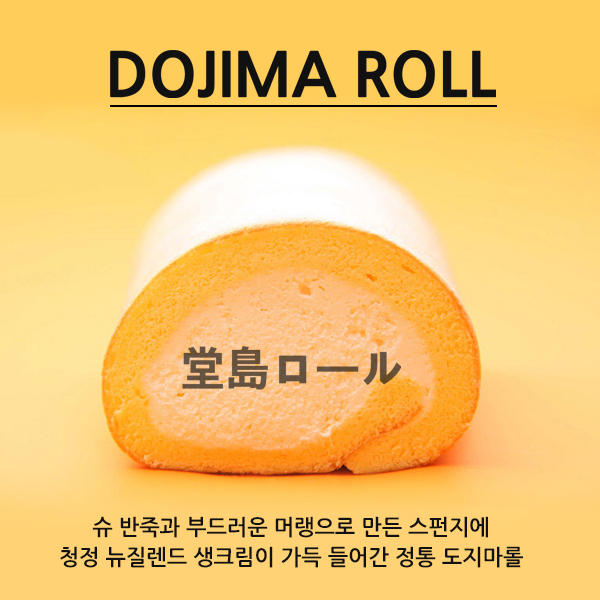 DOJIMA ROLL
堂島ロール
슈 반죽과 부드러운 머랭으로 만든 스펀지에
청정 뉴질렌드 생크림이 가득 들어간 정통 도지마롤